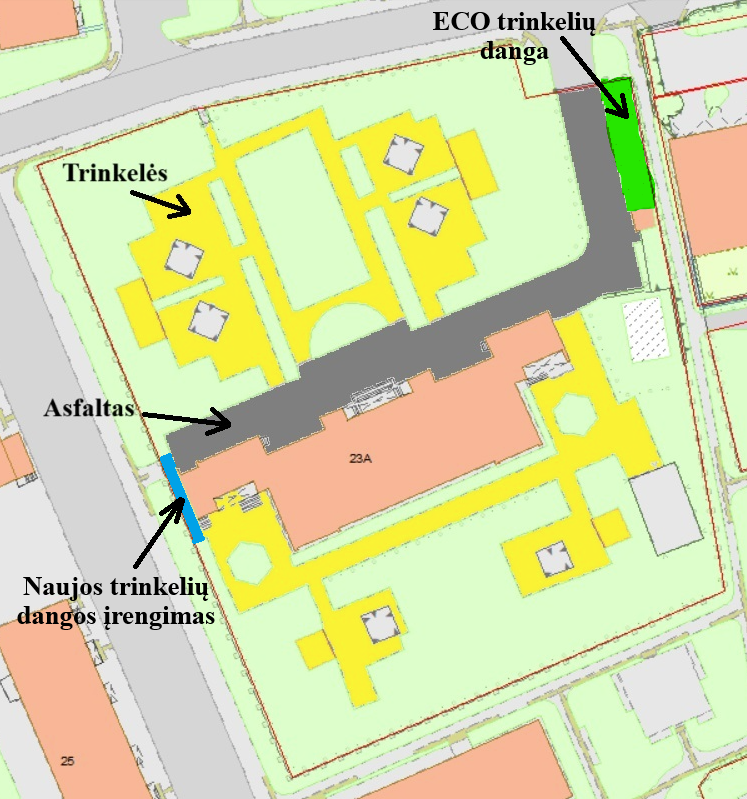 ECO trinkelių
danga
Trinkelės
Asfaltas
23A
Naujos trinkelių
dangos įrengimas
25